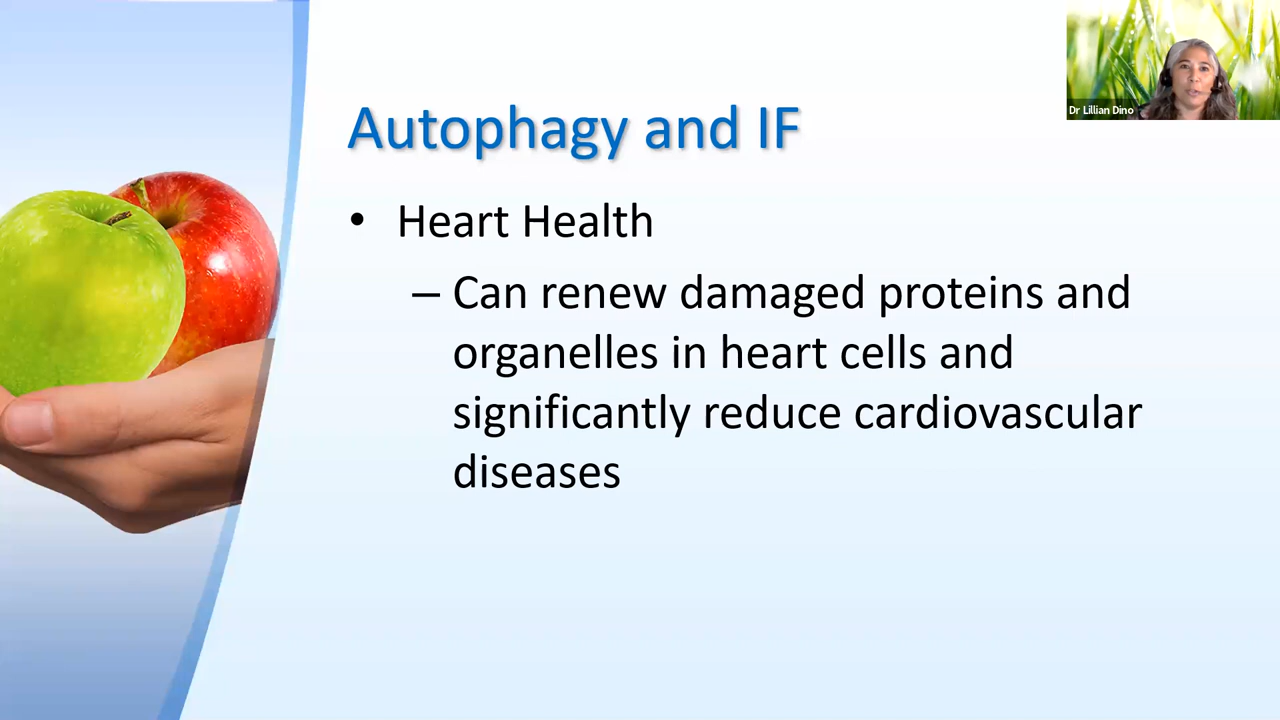 Dr Lillian Dino
Autophagy and IF
• Heart Health
– Can renew damaged proteins and
organelles in heart cells and
significantly reduce cardiovascular
diseases